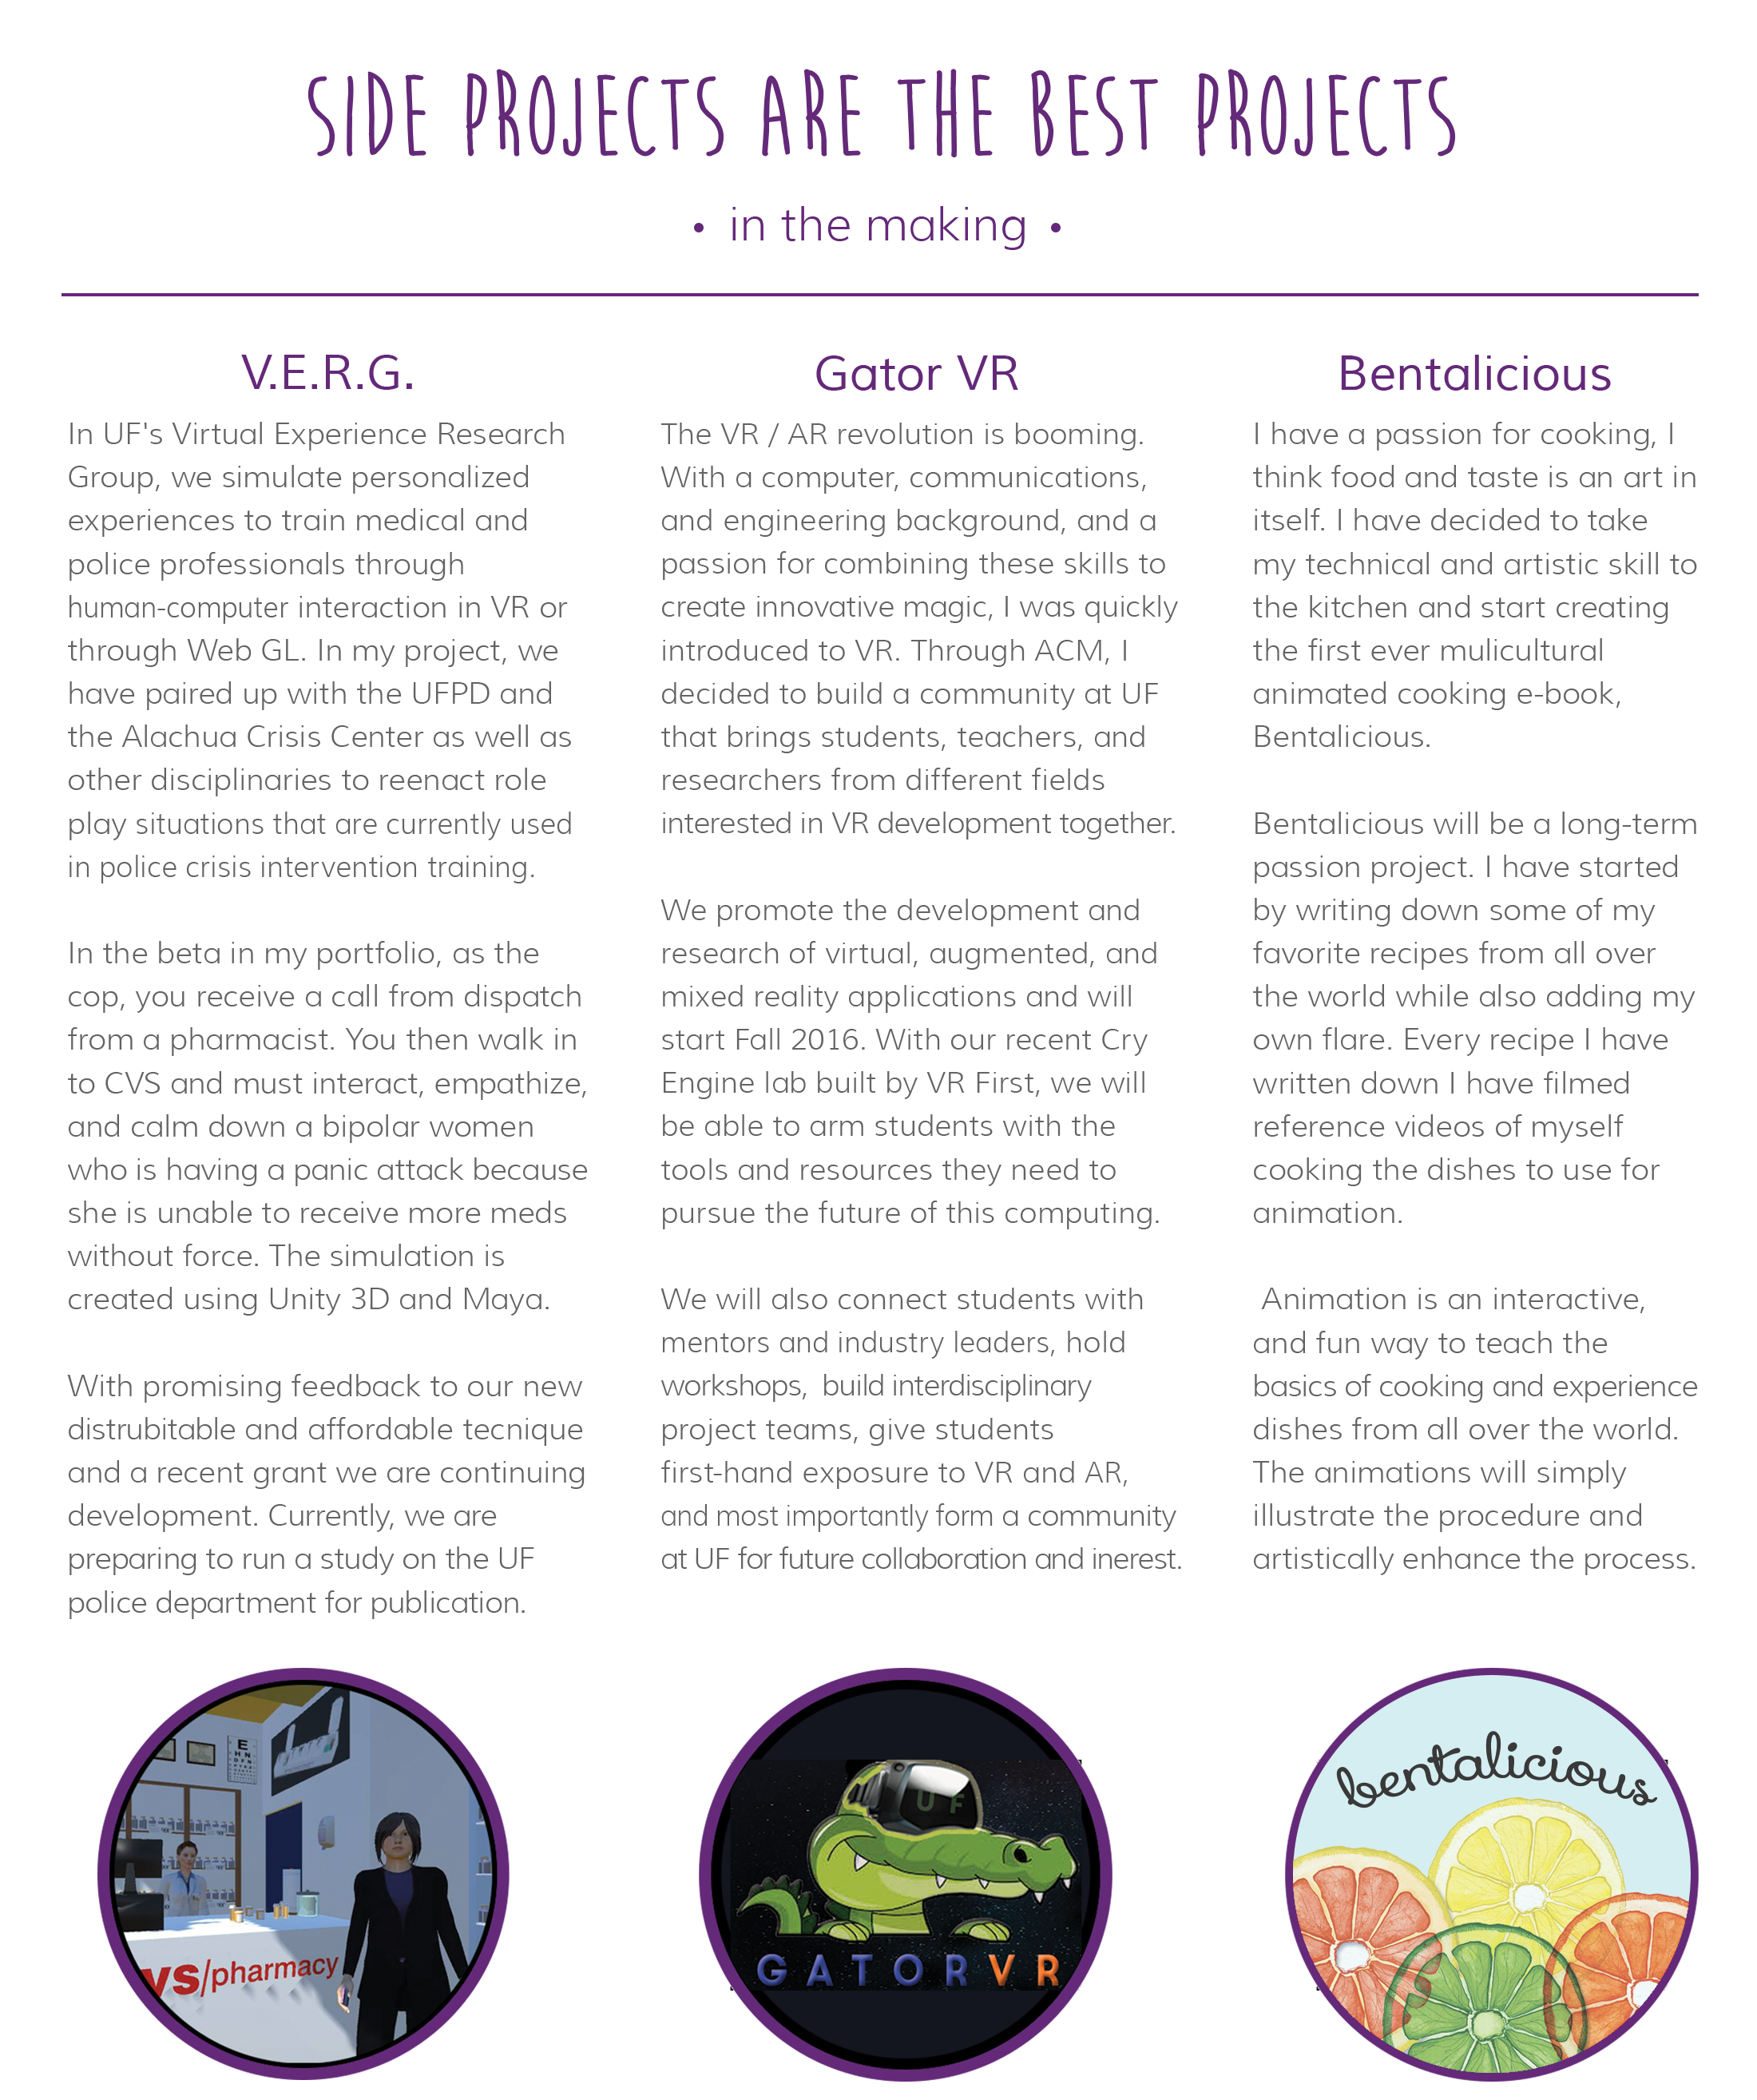 SIDE PROJECTS ARE THE BEST PROJECTS
• in the making •
V.E.R.G.
In UF's Virtual Experience Research
Group, we simulate personalized
experiences to train medical and
police professionals through
human-computer interaction in VR or
through Web GL. In my project, we
have paired up with the UFPD and
the Alachua Crisis Center as well as
other disciplinaries to reenact role
play situations that are currently used
in police crisis intervention training.
In the beta in my portfolio, as the
cop, you receive a call from dispatch
from a pharmacist. You then walk in
to CVS and must interact, empathize,
and calm down a bipolar women
who is having a panic attack because
she is unable to receive more meds
without force. The simulation is
created using Unity 3D and Maya.
With promising feedback to our new
distrubitable and affordable tecnique
and a recent grant we are continuing
development. Currently, we are
preparing to run a study on the UF
police department for publication.
Gator VR
The VR / AR revolution is booming.
With a computer, communications,
and engineering background, and a
passion for combining these skills to
create innovative magic, I was quickly
introduced to VR. Through ACM, I
decided to build a community at UF
that brings students, teachers, and
researchers from different fields
interested in VR development together.
We promote the development and
research of virtual, augmented, and
mixed reality applications and will
start Fall 2016. With our recent Cry
Engine lab built by VR First, we will
be able to arm students with the
tools and resources they need to
pursue the future of this computing.
We will also connect students with
mentors and industry leaders, hold
workshops, build interdisciplinary
project teams, give students
first-hand exposure to VR and AR,
and most importantly form a community
at UF for future collaboration and inerest.
Bentalicious
I have a passion for cooking, I
think food and taste is an art in
itself. I have decided to take
my technical and artistic skill to
the kitchen and start creating
the first ever mulicultural
animated cooking e-book,
Bentalicious.
Bentalicious will be a long-term
passion project. I have started
by writing down some of my
favorite recipes from all over
the world while also adding my
own flare. Every recipe I have
written down I have filmed
reference videos of myself
cooking the dishes to use for
animation.
Animation is an interactive,
and fun way to teach the
basics of cooking and experience
dishes from all over the world.
The animations will simply
illustrate the procedure and
artistically enhance the process.
vs/pharmacy
UF
GATORVR
bentalicious